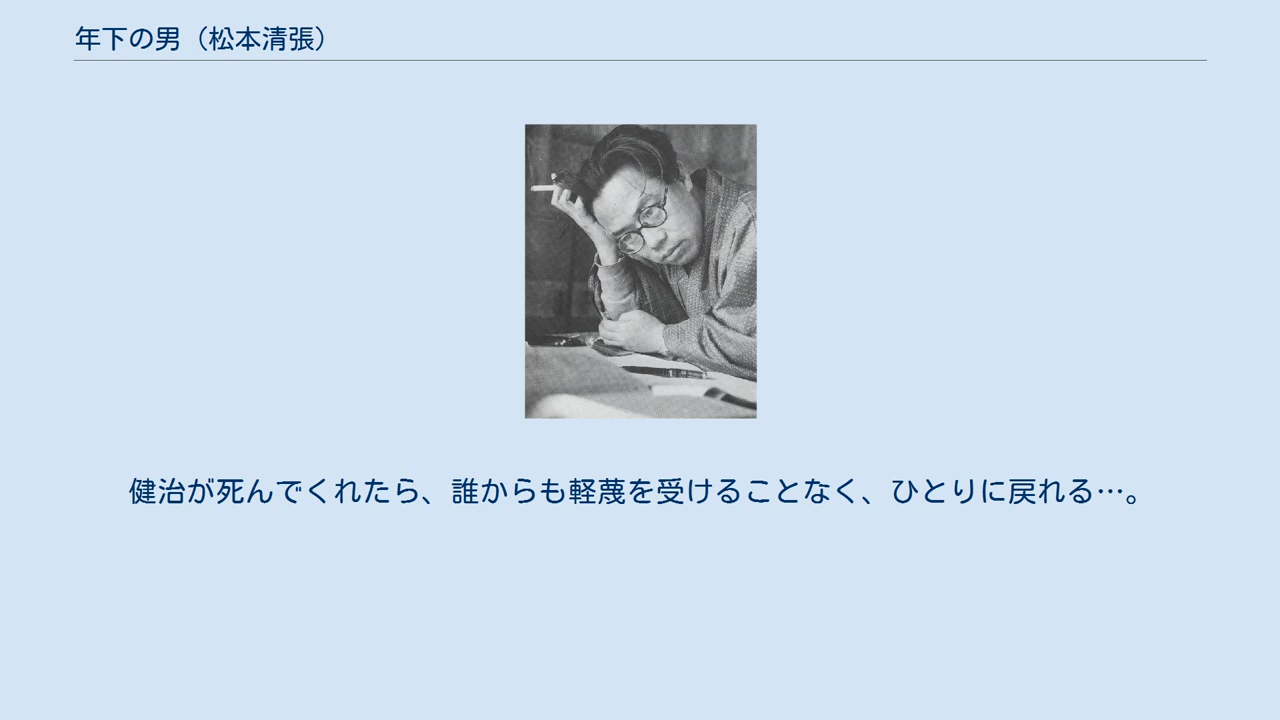 年下の男（松本清張）
健治が死んでくれたら、誰からも軽蔑を受けることなく、ひとりに戻れる…。